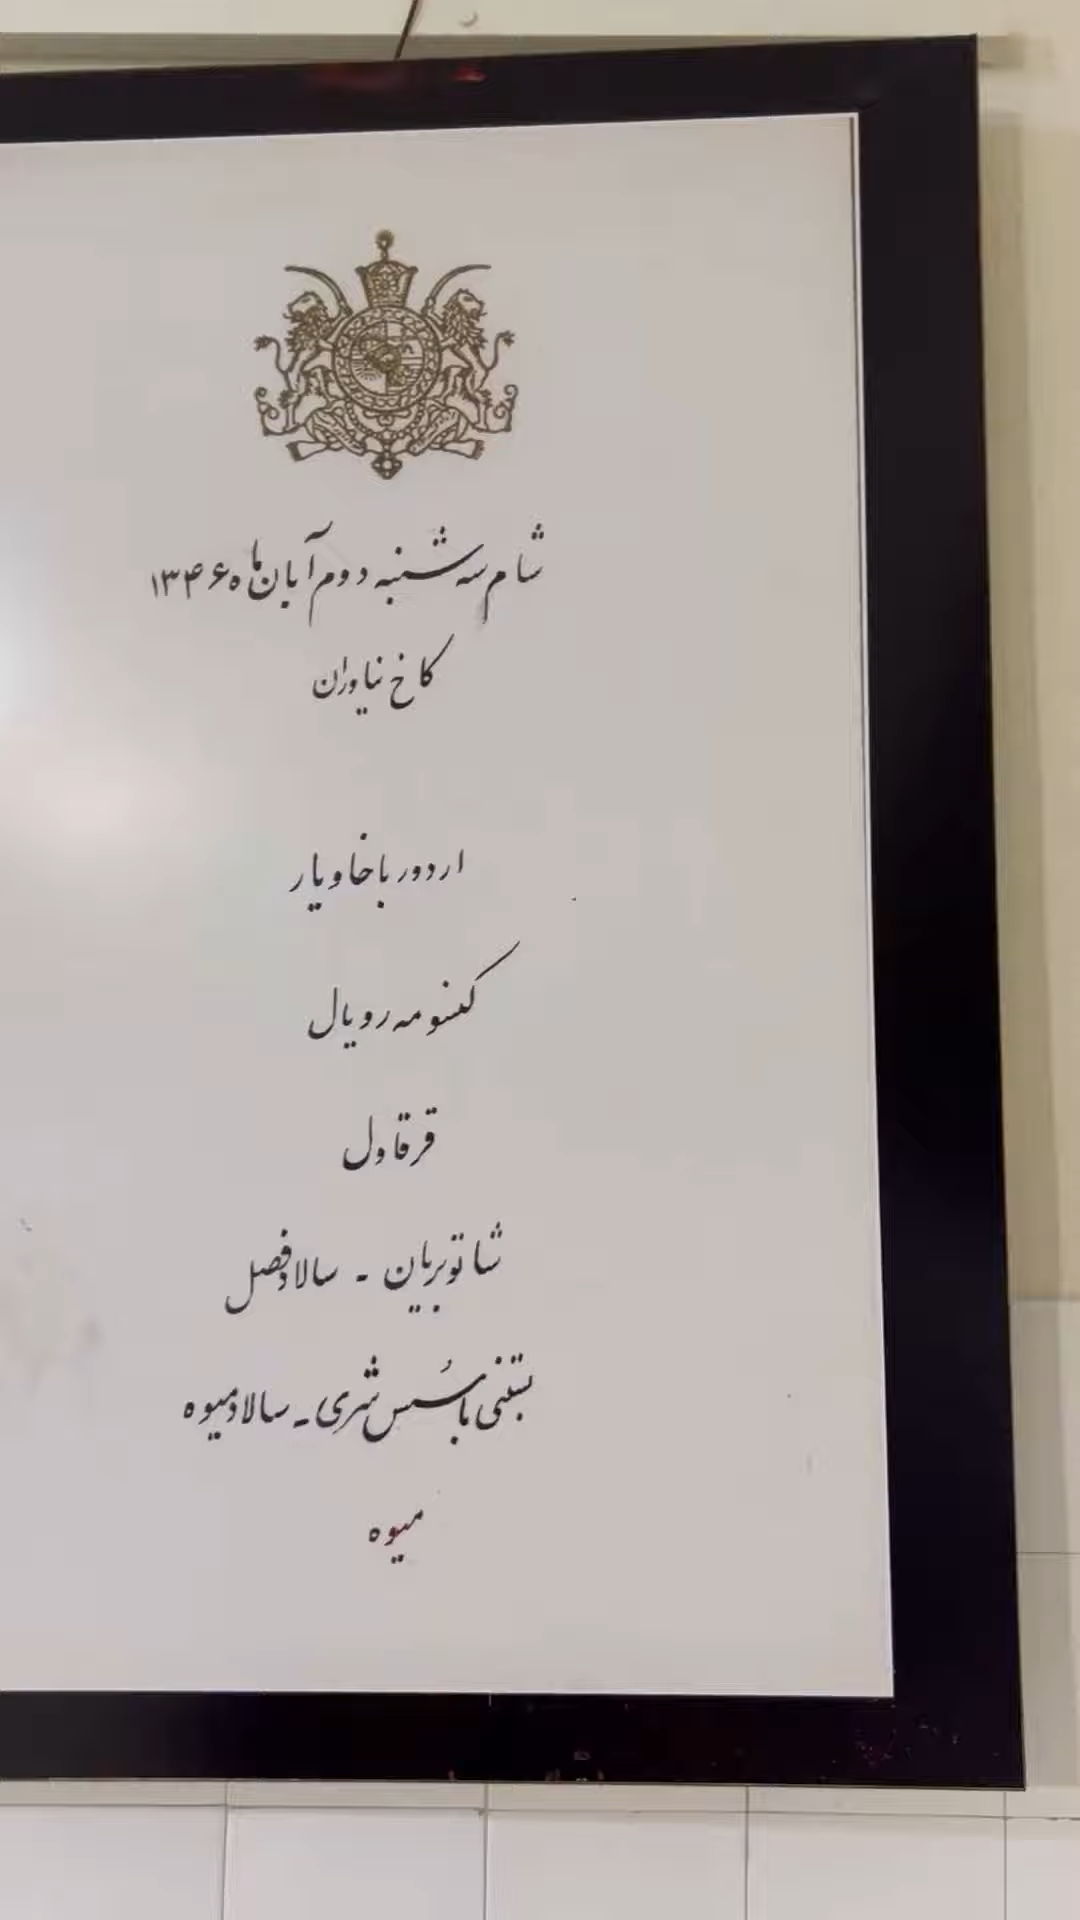 شام سه شنبه دوم آبان ماه ۱۳۴۶
کاخ نیاوران
اردور با خاویار
کنسومه رویال
قرقاول
شاتوبریان - سالاد فصل
بستنی با سُس شری - سالاد میوه
میوه